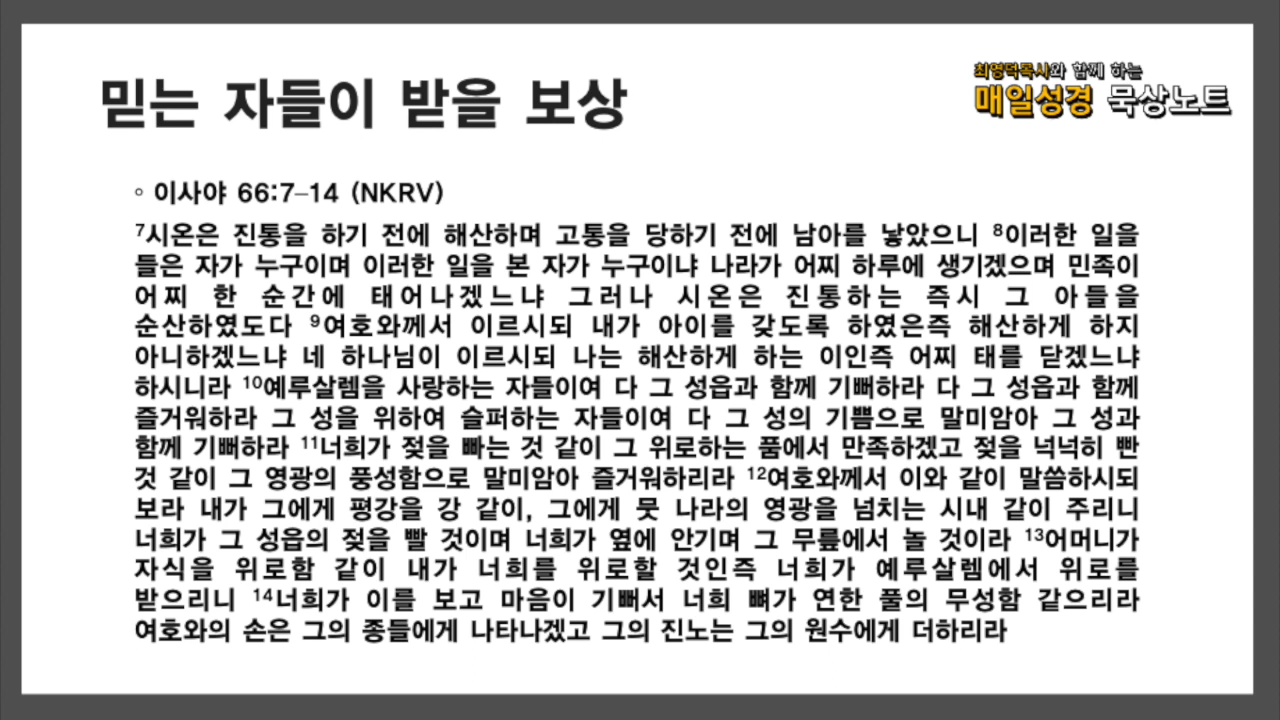 믿는 자들이 받을 보상
최영덕목사와 함께 하는
매일성경 묵상노트
◦ 이사야 66:7–14 (NKRV)
⁷시온은 진통을 하기 전에 해산하며 고통을 당하기 전에 남아를 낳았으니 ⁸이러한 일을
들은 자가 누구이며 이러한 일을 본 자가 누구이냐 나라가 어찌 하루에 생기겠으며 민족이
어찌 한 순간에 태어나겠느냐 그러나 시온은 진통하는 즉시 그 아들을
순산하였도다 ⁹여호와께서 이르시되 내가 아이를 갖도록 하였은즉 해산하게 하지
아니하겠느냐 네 하나님이 이르시되 나는 해산하게 하는 이인즉 어찌 태를 닫겠느냐
하시니라 ¹⁰예루살렘을 사랑하는 자들이여 다 그 성읍과 함께 기뻐하라 다 그 성읍과 함께
즐거워하라 그 성을 위하여 슬퍼하는 자들이여 다 그 성의 기쁨으로 말미암아 그 성과
함께 기뻐하라 ¹¹너희가 젖을 빠는 것 같이 그 위로하는 품에서 만족하겠고 젖을 넉넉히 빤
것 같이 그 영광의 풍성함으로 말미암아 즐거워하리라 ¹²여호와께서 이와 같이 말씀하시되
보라 내가 그에게 평강을 강 같이, 그에게 뭇 나라의 영광을 넘치는 시내 같이 주리니
너희가 그 성읍의 젖을 빨 것이며 너희가 옆에 안기며 그 무릎에서 놀 것이라 ¹³어머니가
자식을 위로함 같이 내가 너희를 위로할 것인즉 너희가 예루살렘에서 위로를
받으리니 ¹⁴너희가 이를 보고 마음이 기뻐서 너희 뼈가 연한 풀의 무성함 같으리라
여호와의 손은 그의 종들에게 나타나겠고 그의 진노는 그의 원수에게 더하리라